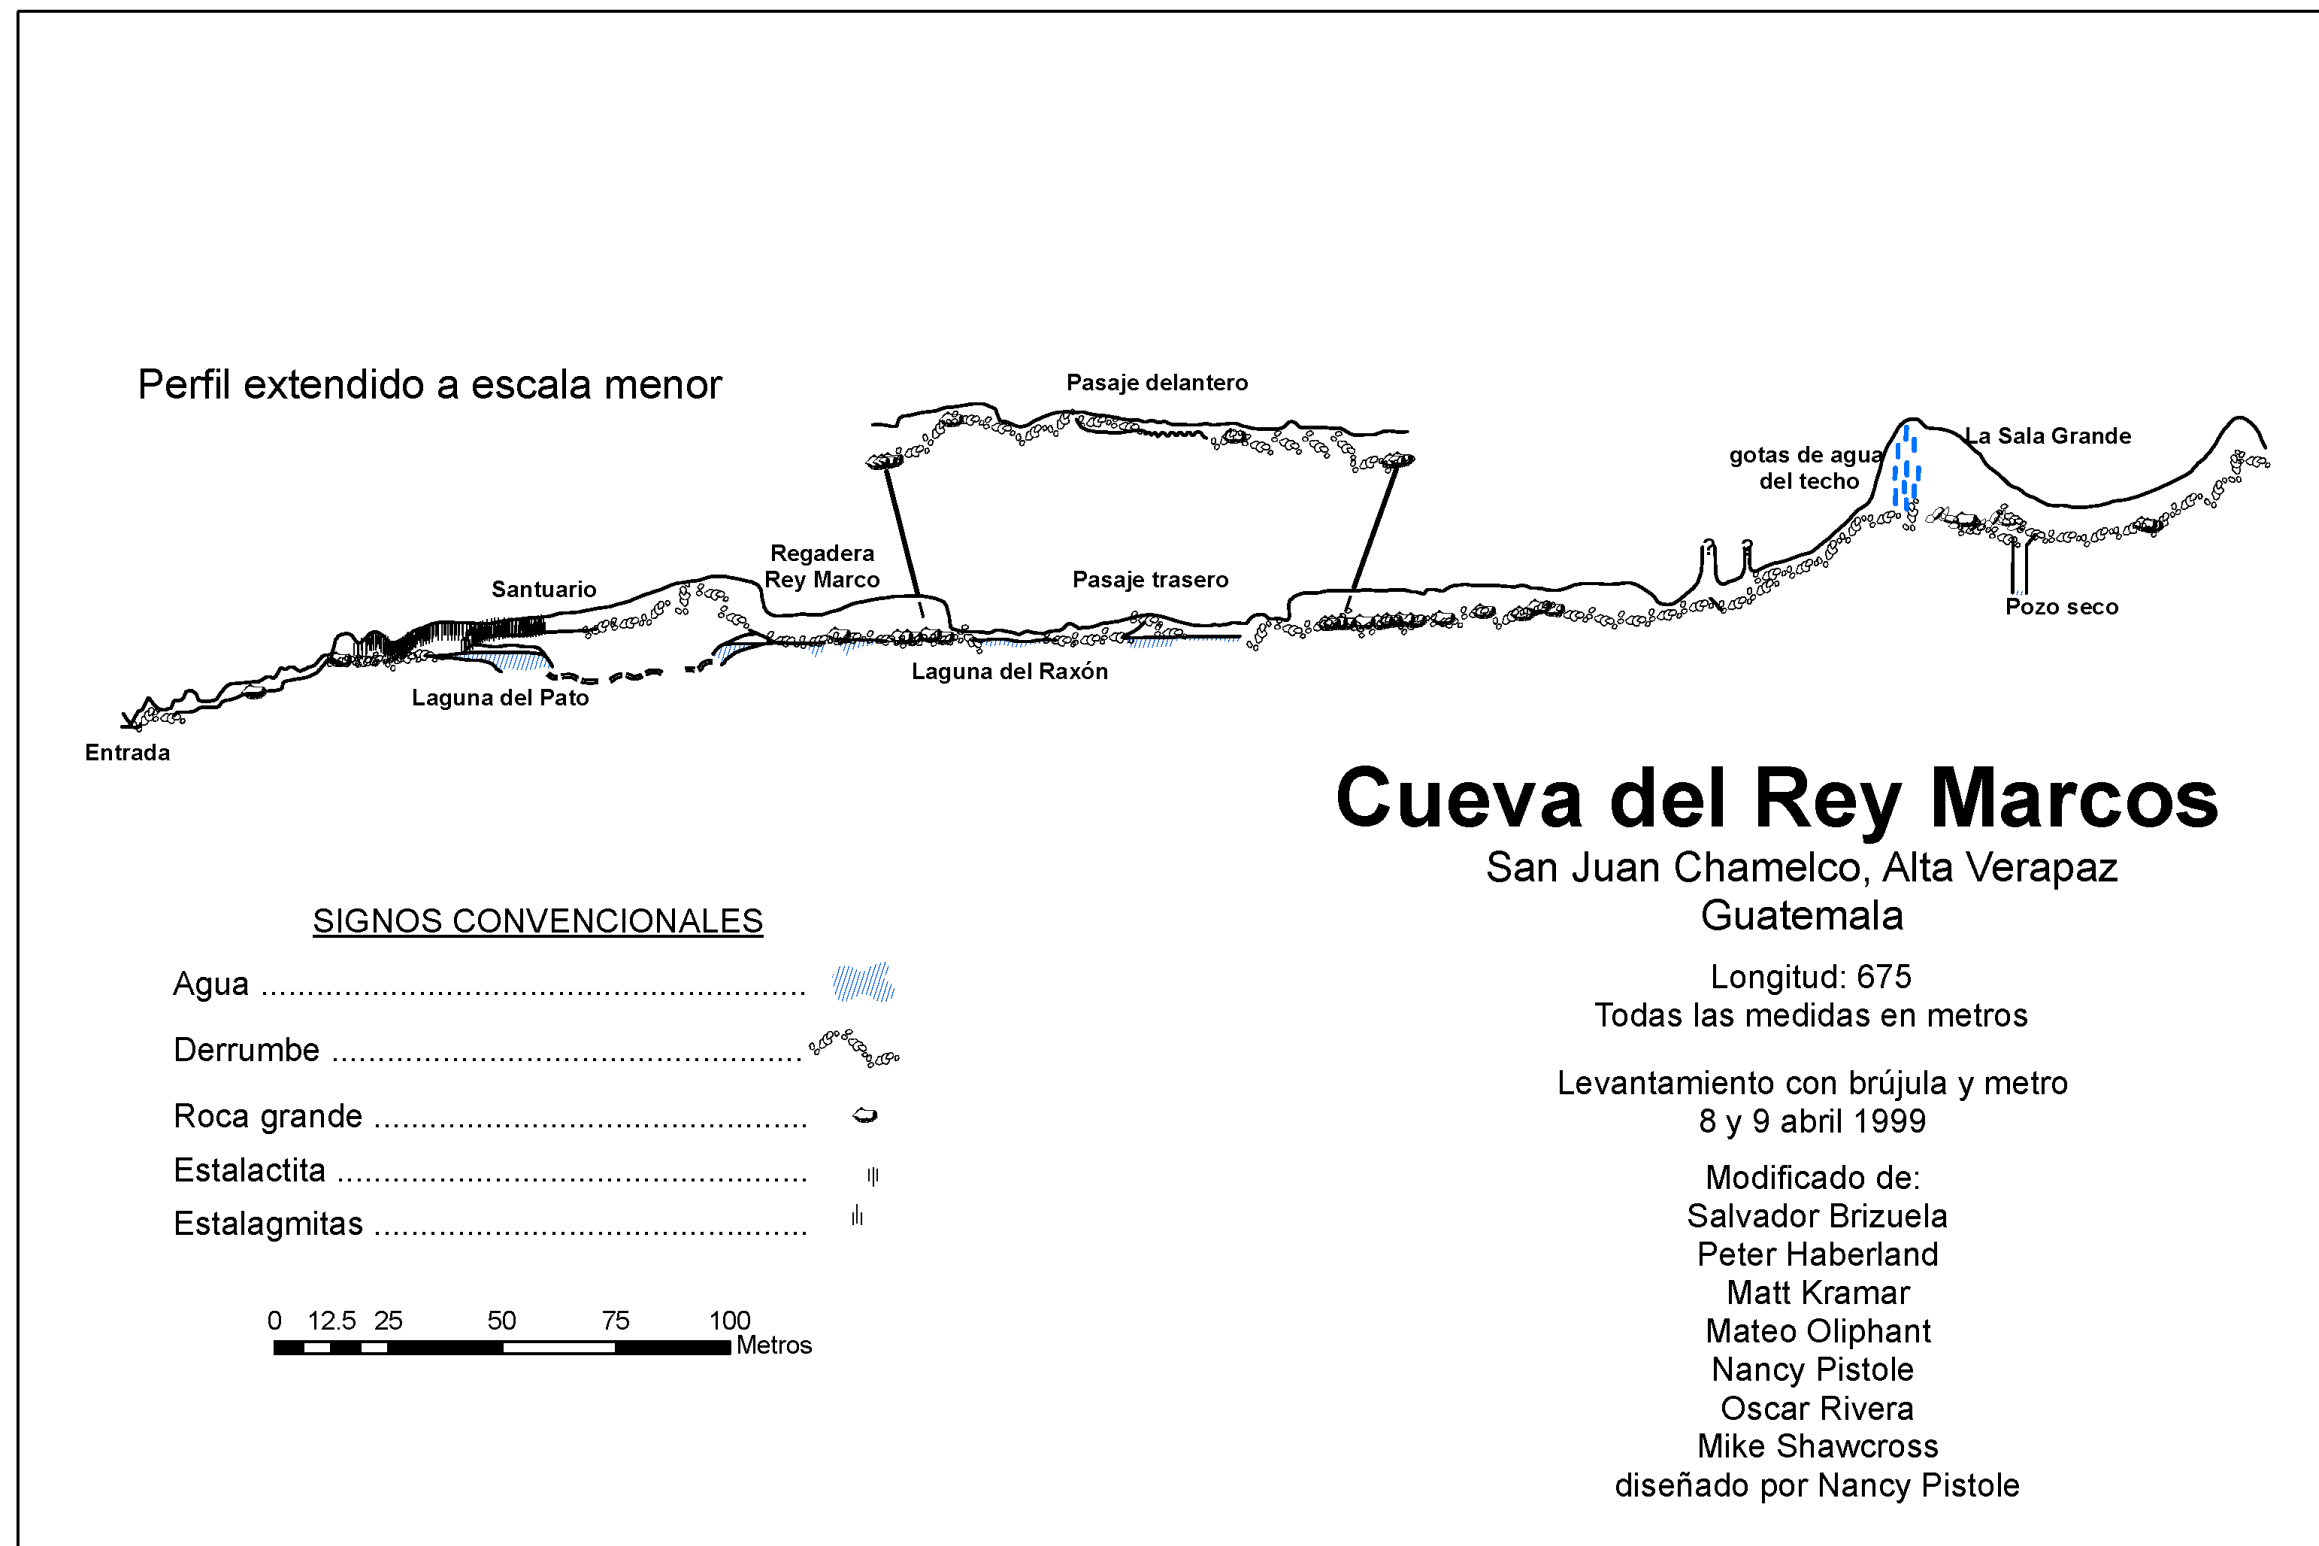 Perfil extendido a escala menor
Pasaje delantero
La Sala Grande
gotas de agua
del techo
Regadera
Rey Marco
Santuario
Pasaje trasero
? ?
Pozo seco
Laguna del Raxón
Laguna del Pato
Entrada
Cueva del Rey Marcos
San Juan Chamelco, Alta Verapaz
Guatemala
Longitud: 675
Todas las medidas en metros
Levantamiento con brújula y metro
8 y 9 abril 1999
Modificado de:
Salvador Brizuela
Peter Haberland
Matt Kramar
Mateo Oliphant
Nancy Pistole
Oscar Rivera
Mike Shawcross
diseñado por Nancy Pistole
SIGNOS CONVENCIONALES
Agua
Derrumbe
Roca grande
Estalactita
Estalagmitas
0 12.5 25 50 75 100
Metros